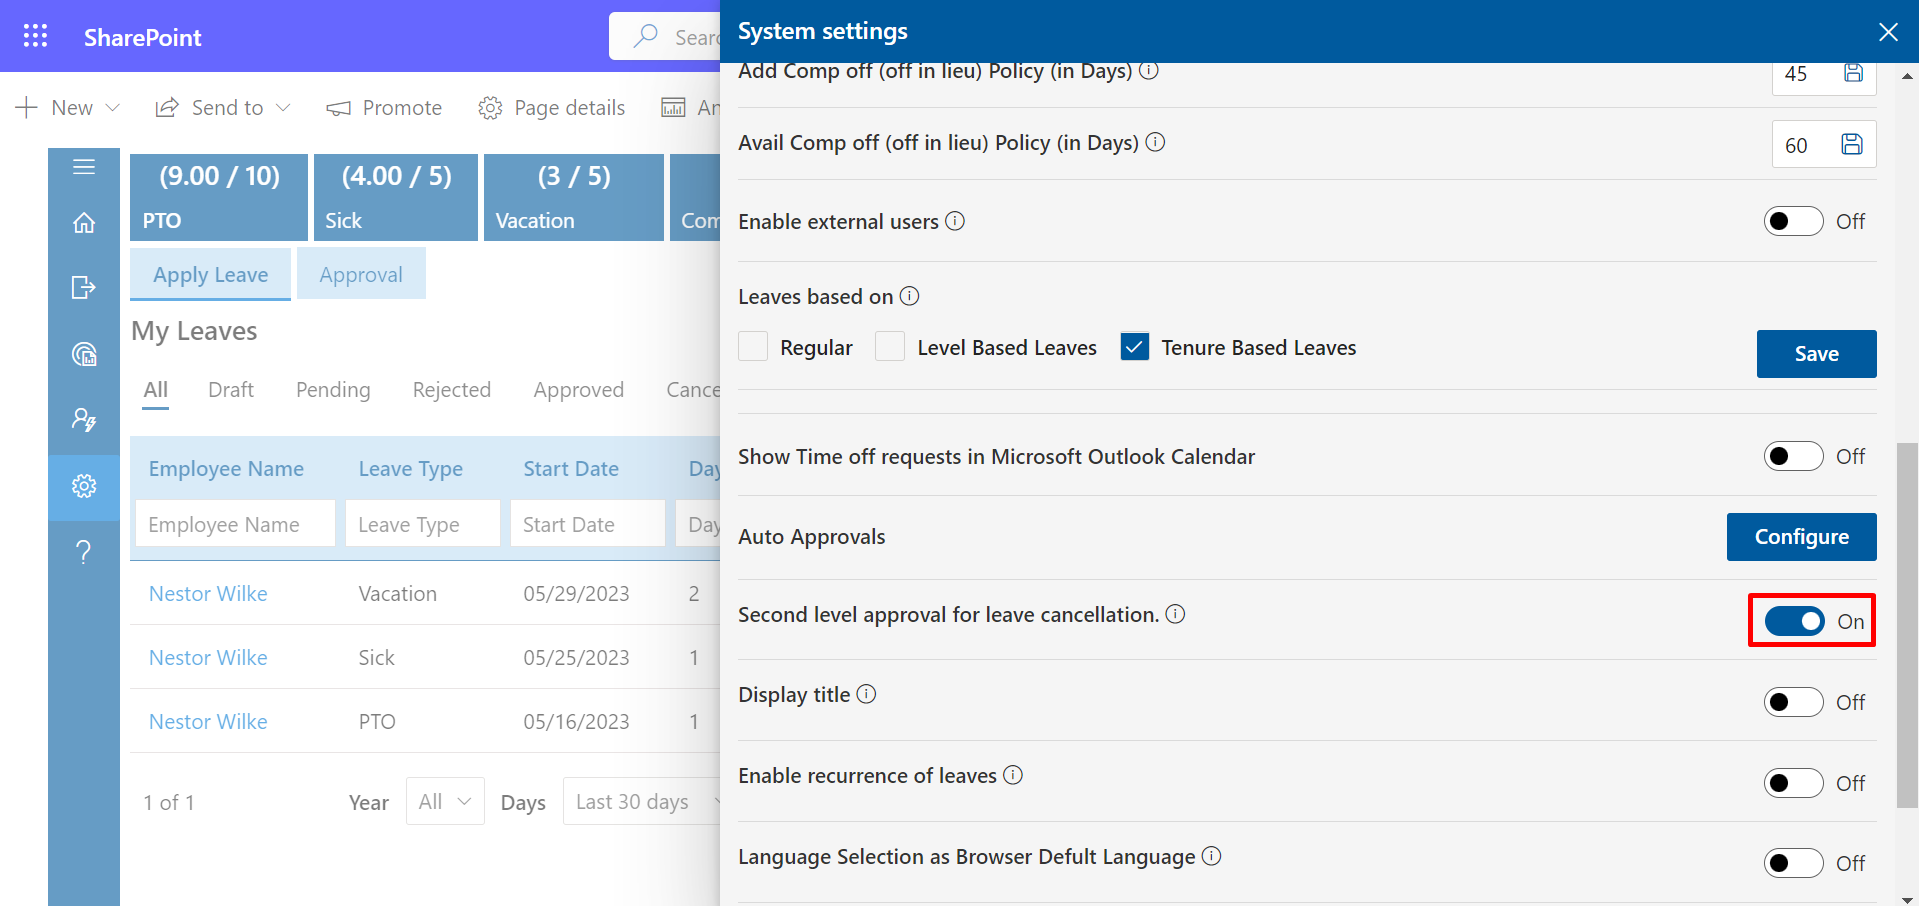 SharePoint
System settings
New
Send to
Promote
Page details
Add Comp off (off in lieu) Policy (in Days)
45
Avail Comp off (off in lieu) Policy (in Days)
60
(9.00 / 10)
PTO
(4.00 / 5)
Sick
(3 / 5)
Vacation
Enable external users
Off
Apply Leave
Approval
Leaves based on
Regular
Level Based Leaves
Tenure Based Leaves
Save
My Leaves
All
Draft
Pending
Rejected
Approved
Show Time off requests in Microsoft Outlook Calendar
Off
Employee Name
Leave Type
Start Date
Employee Name
Leave Type
Start Date
Auto Approvals
Configure
Nestor Wilke
Vacation
05/29/2023
2
Second level approval for leave cancellation.
On
Nestor Wilke
Sick
05/25/2023
1
Display title
Off
Nestor Wilke
PTO
05/16/2023
1
Enable recurrence of leaves
Off
1 of 1
Year
All
Days
Last 30 days
Language Selection as Browser Defult Language
Off